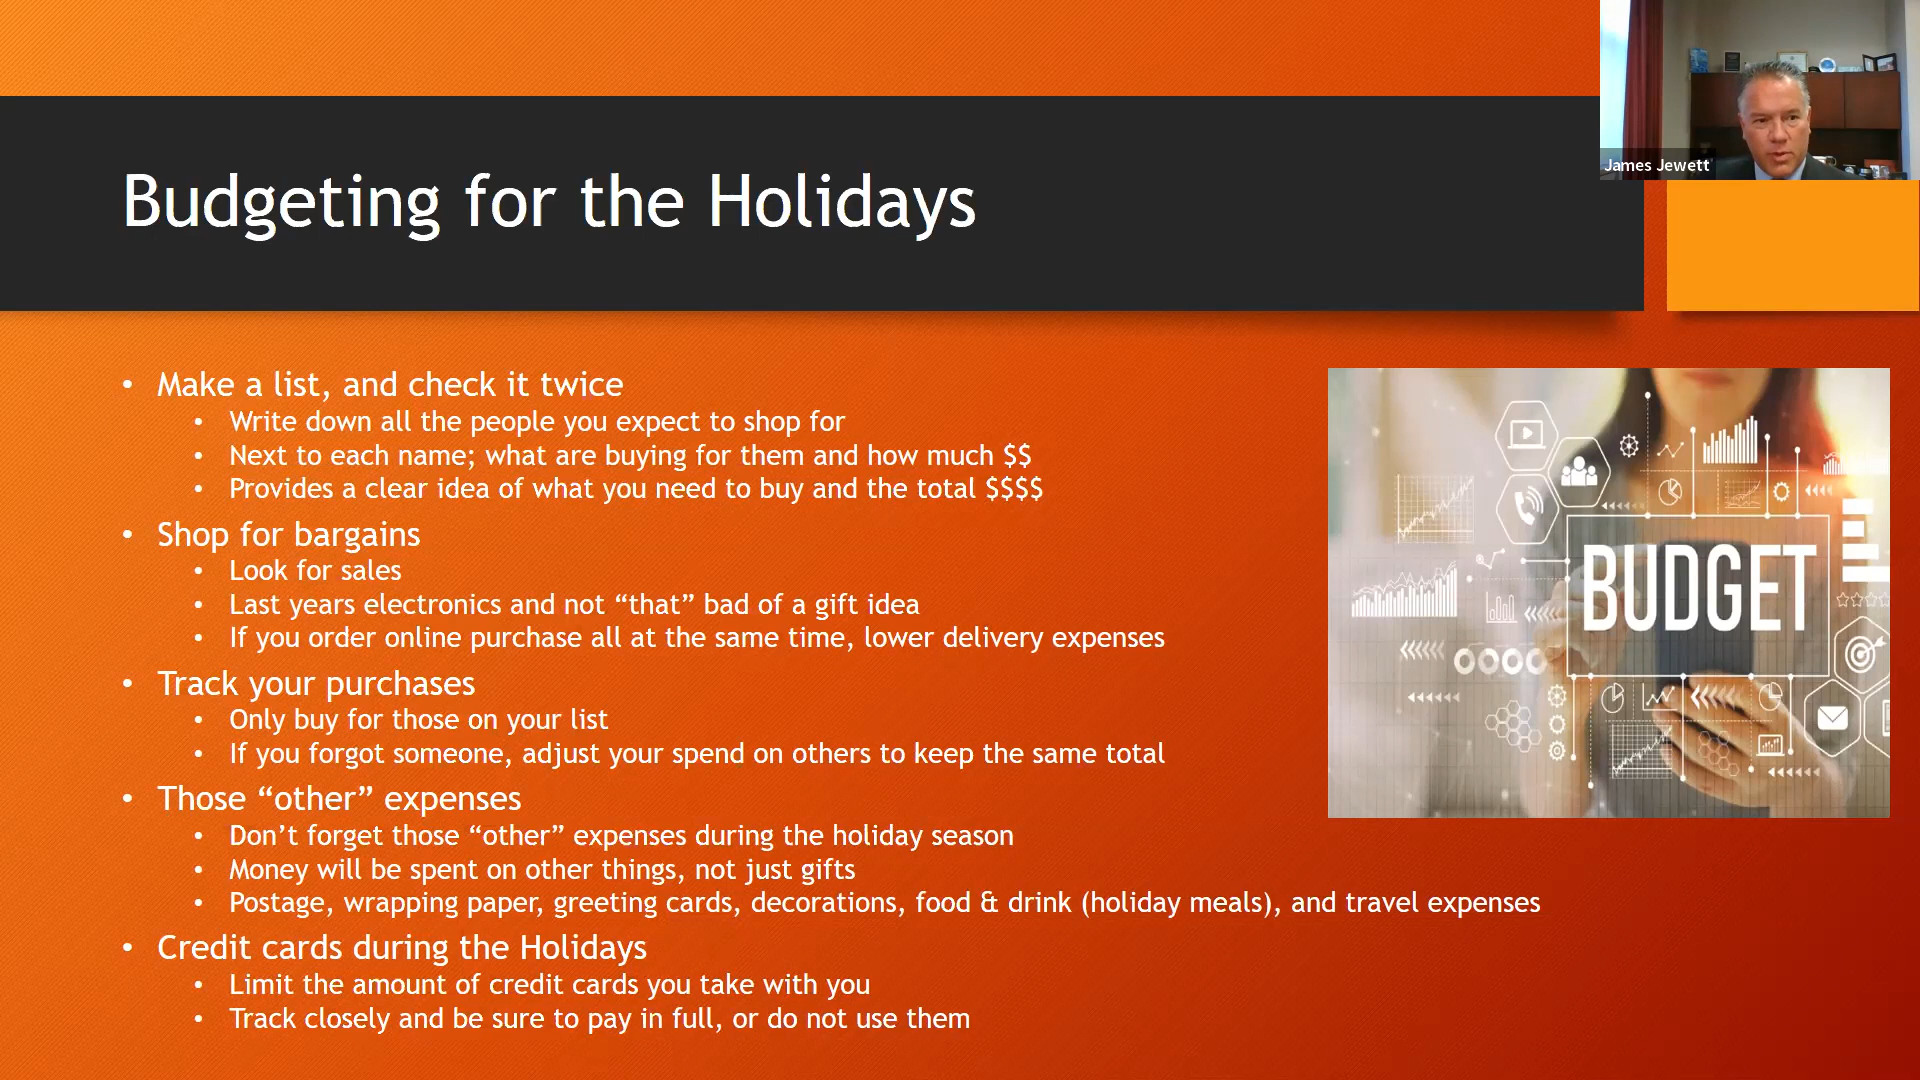 James Jewett
Budgeting for the Holidays
• Make a list, and check it twice
• Write down all the people you expect to shop for
• Next to each name; what are buying for them and how much $$
• Provides a clear idea of what you need to buy and the total $$$$
• Shop for bargains
• Look for sales
• Last years electronics and not “that” bad of a gift idea
• If you order online purchase all at the same time, lower delivery expenses
• Track your purchases
• Only buy for those on your list
• If you forgot someone, adjust your spend on others to keep the same total
• Those “other” expenses
• Don’t forget those “other” expenses during the holiday season
• Money will be spent on other things, not just gifts
• Postage, wrapping paper, greeting cards, decorations, food & drink (holiday meals), and travel expenses
• Credit cards during the Holidays
• Limit the amount of credit cards you take with you
• Track closely and be sure to pay in full, or do not use them
BUDGET